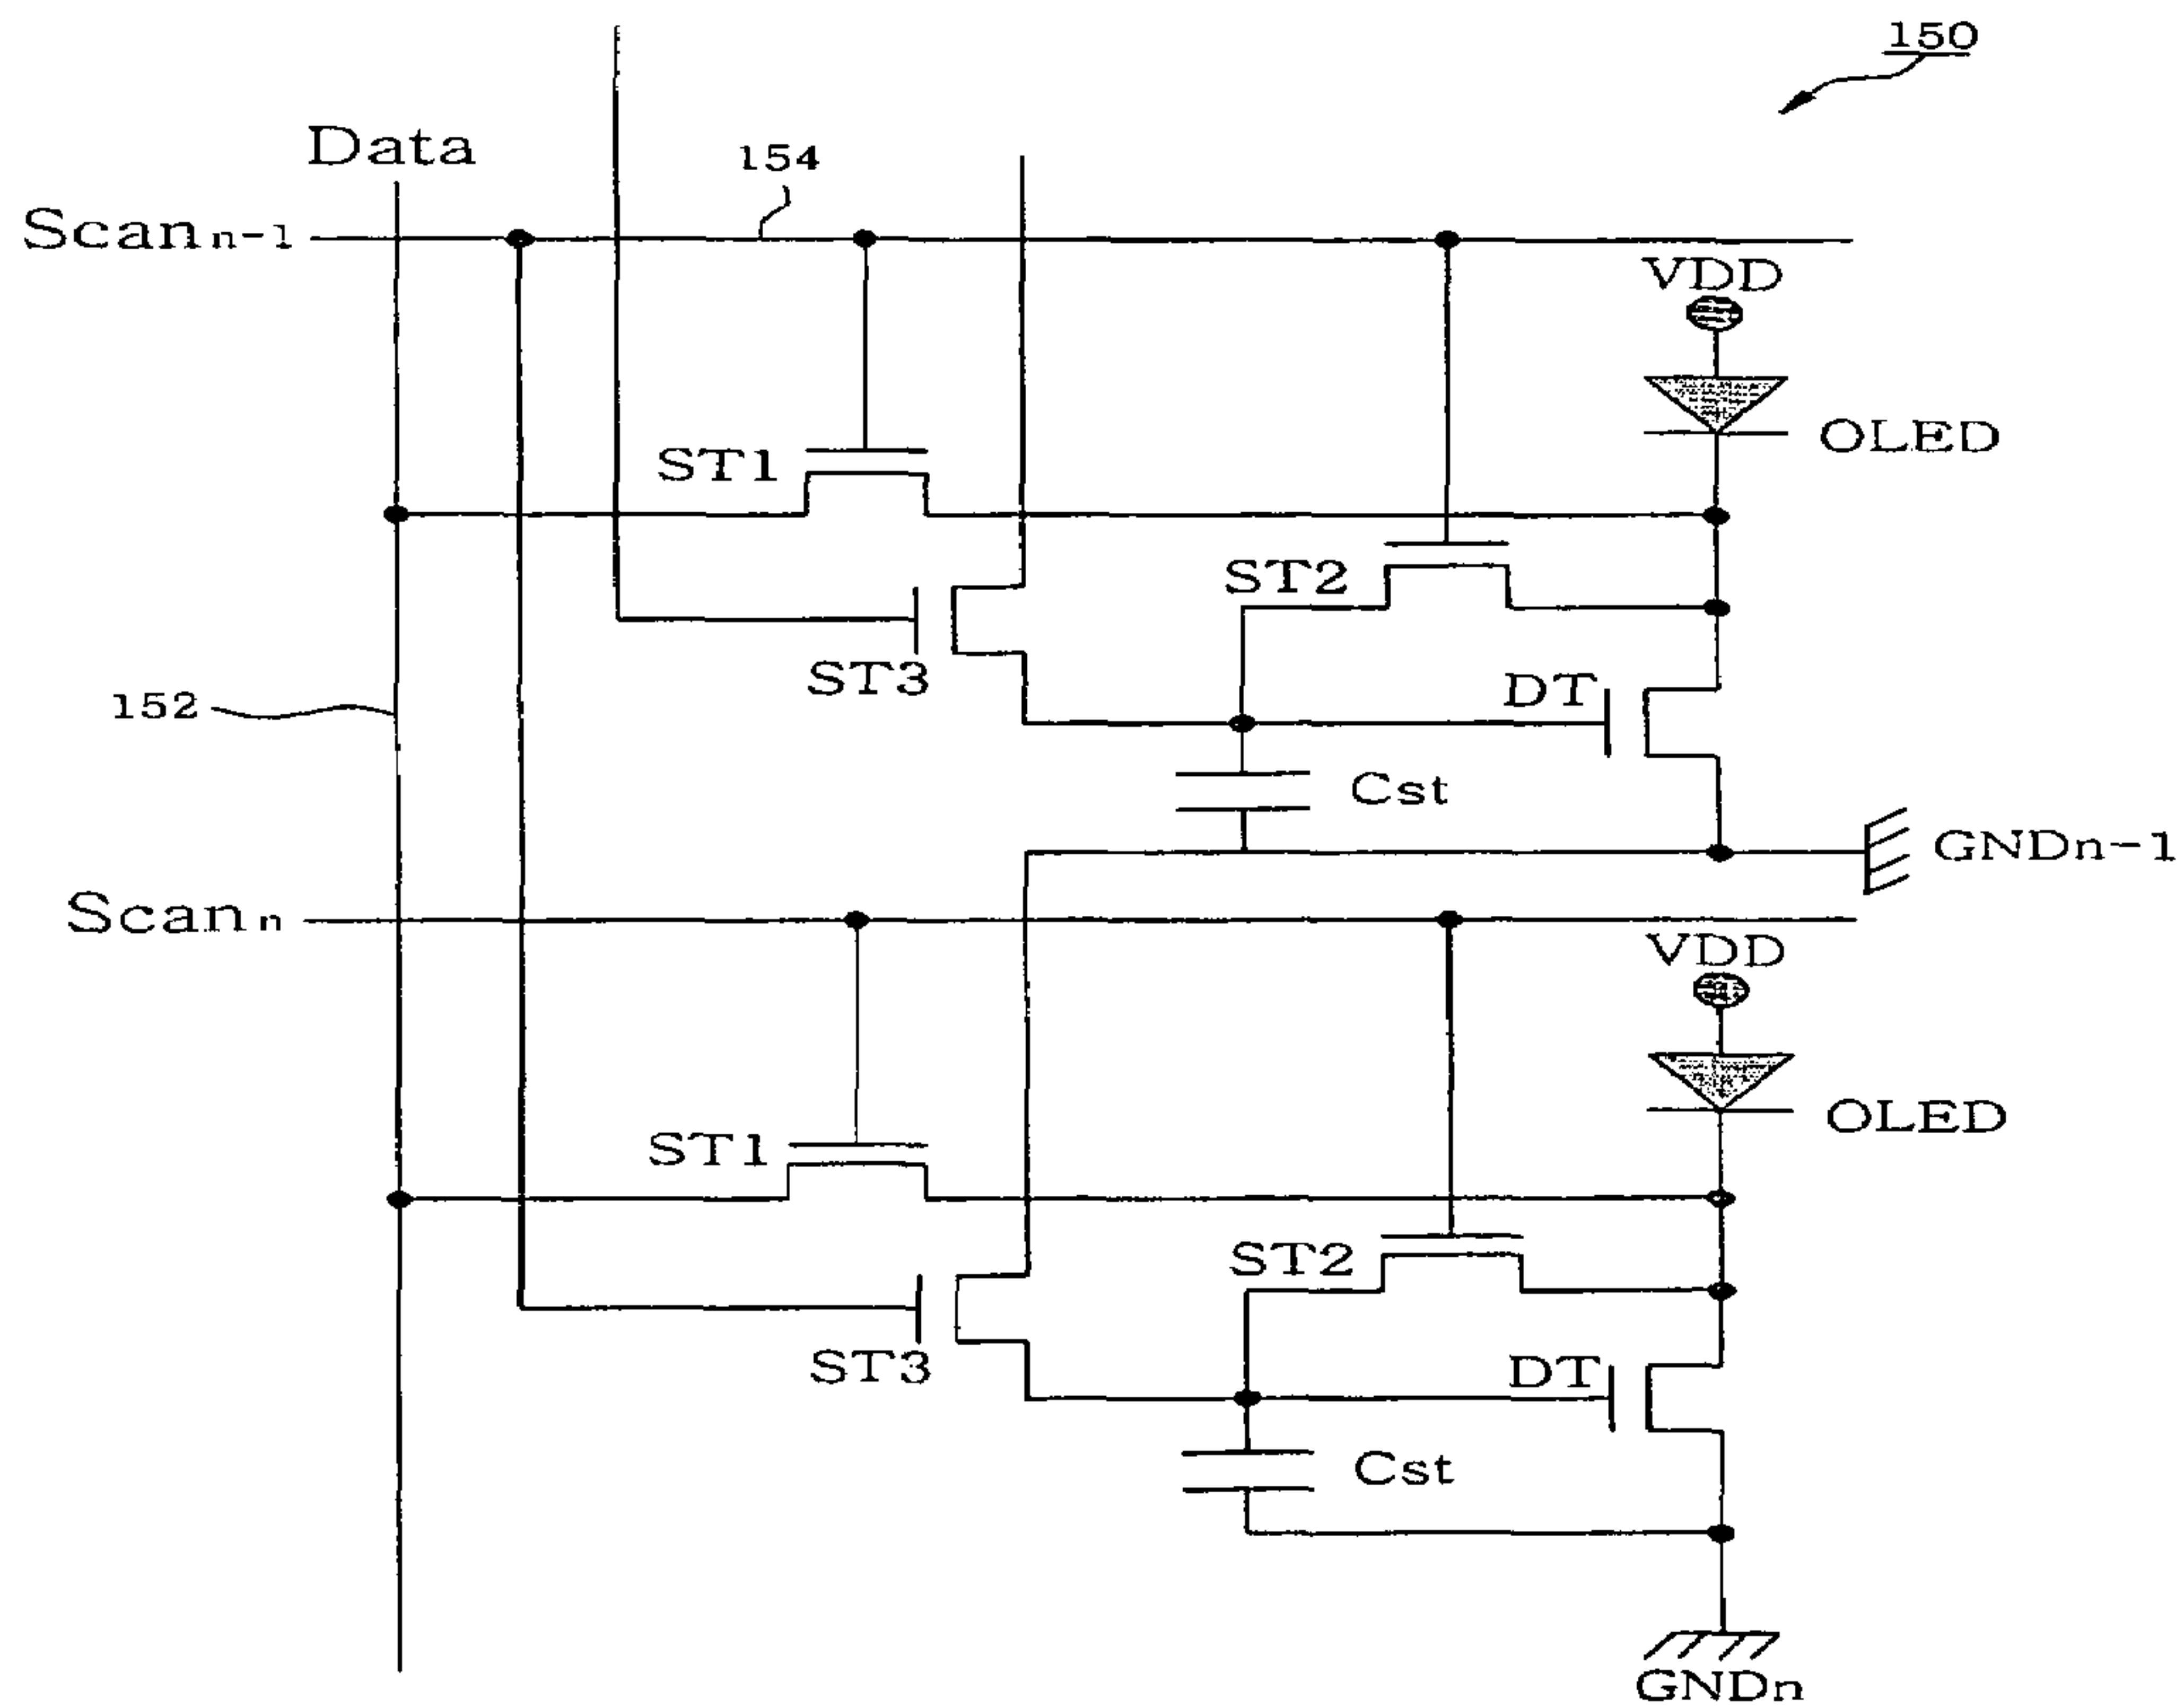 150
Data
154
Scann-1
VDD
OLED
ST1
ST2
ST3
DT
152
Cst
GNDn-1
Scann
VDD
OLED
ST1
ST2
ST3
DT
Cst
GNDn